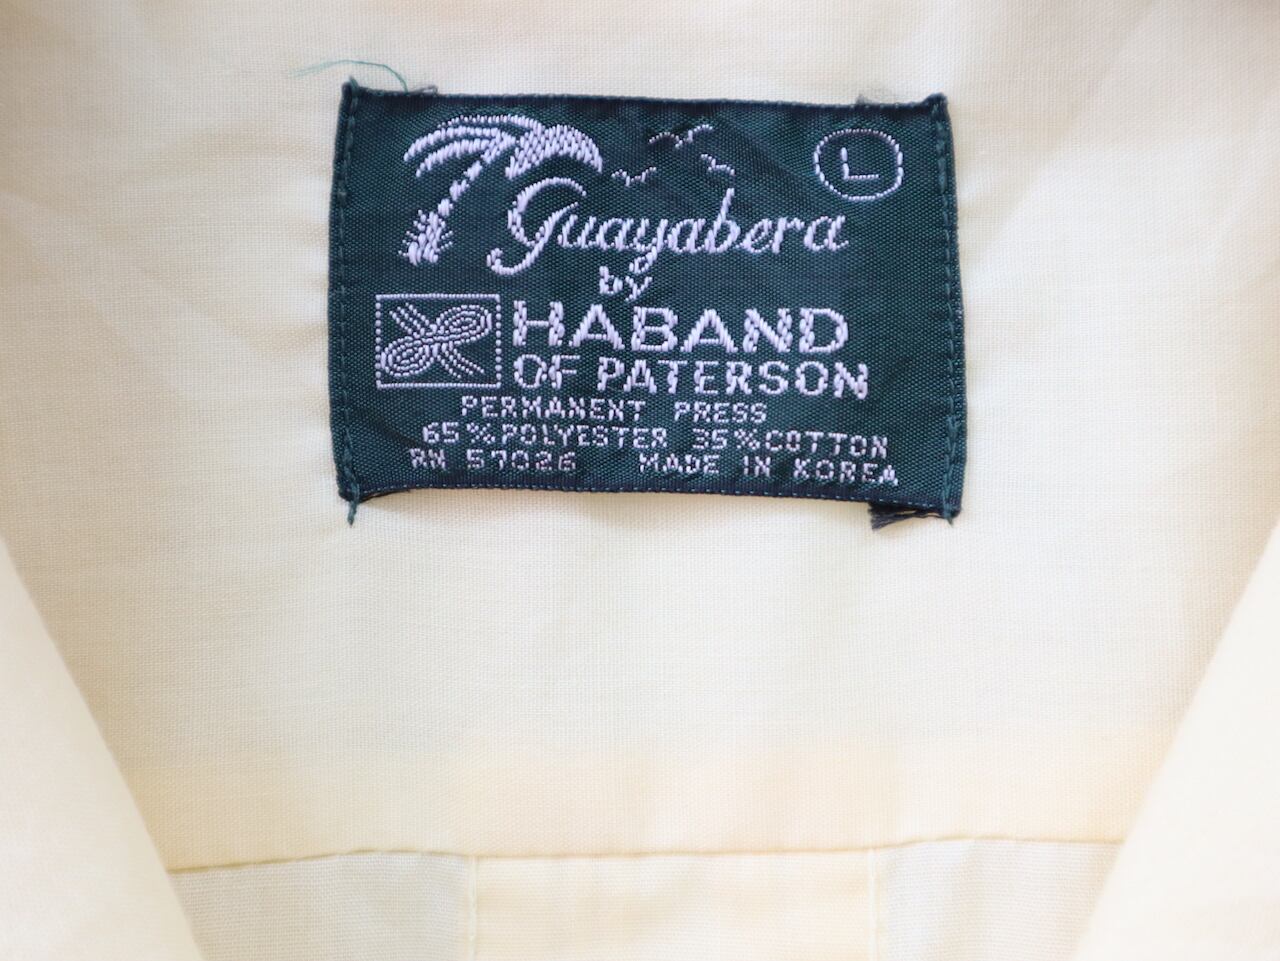 L
Guayabera
by
HABAND
OF PATERSON
PERMANENT PRESS
65% POLYESTER 35% COTTON
RN 57026 MADE IN KOREA